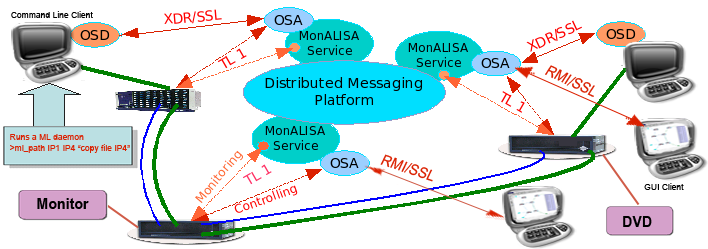 Command Line Client
OSD
XDR/SSL
OSA
MonALISA
Service
TL 1
MonALISA
Service
OSA
XDR/SSL
OSD
RMI/SSL
TL 1
Distributed Messaging
Platform
Runs a ML daemon
>ml_path IP1 IP4 “copy file IP4”
MonALISA
Service
OSA
Monitoring
TL 1
Controlling
RMI/SSL
GUI Client
Monitor
DVD